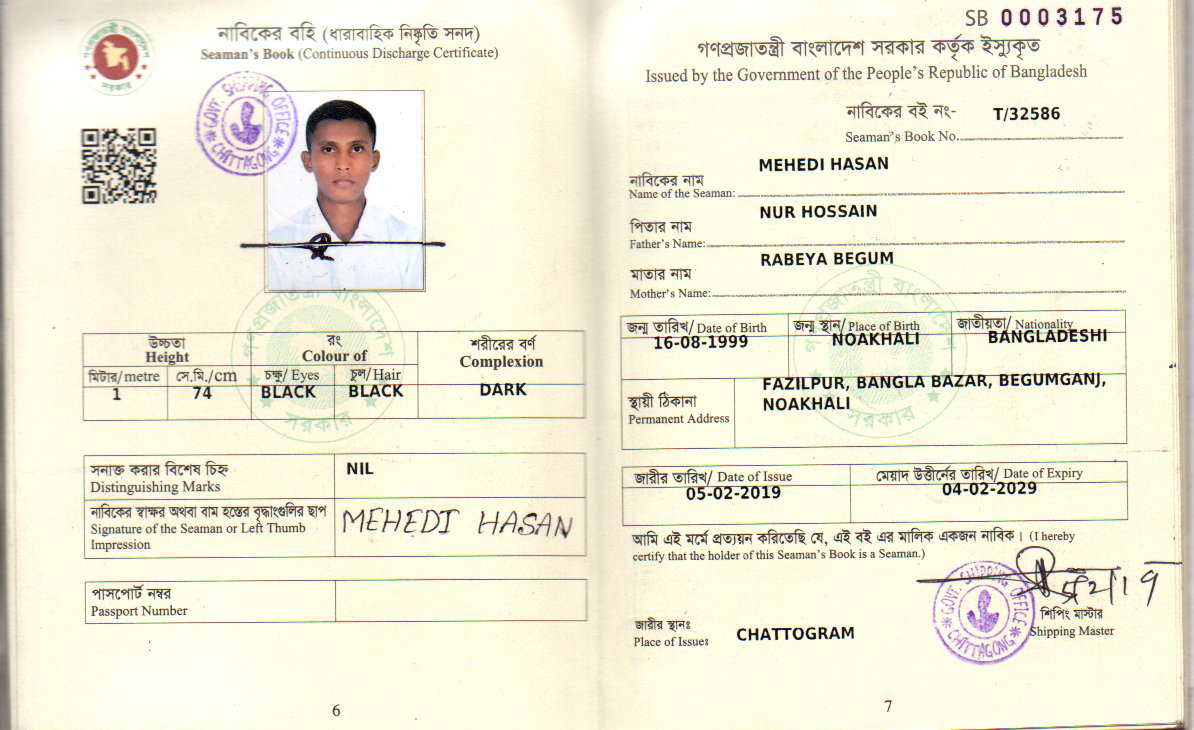 নাবিকের বহি (ধারাবাহিক নিষ্কৃতি সনদ)
Seaman's Book (Continuous Discharge Certificate)
গণপ্রজাতন্ত্রী বাংলাদেশ
সরকার
GOVT. SHIPPING OFFICE
CHATTAGONG
উচ্চতা
Height
রং
Colour of
শরীরের বর্ণ
Complexion
মিটার/metre
সে.মি./cm
চক্ষু/ Eyes
চুল/Hair
1
74
BLACK
BLACK
DARK
সনাক্ত করার বিশেষ চিহ্ন
Distinguishing Marks
NIL
নাবিকের স্বাক্ষর অথবা বাম হস্তের বৃদ্ধাংগুলির ছাপ
Signature of the Seaman or Left Thumb
Impression
MEHEDI HASAN
পাসপোর্ট নম্বর
Passport Number
6
SB 0003175
গণপ্রজাতন্ত্রী বাংলাদেশ সরকার কর্তৃক ইস্যুকৃত
Issued by the Government of the People's Republic of Bangladesh
নাবিকের বই নং- T/32586
Seaman's Book No.
MEHEDI HASAN
নাবিকের নাম
Name of the Seaman:
NUR HOSSAIN
পিতার নাম
Father's Name:
RABEYA BEGUM
মাতার নাম
Mother's Name:
জন্ম তারিখ/ Date of Birth
জন্ম স্থান/ Place of Birth
জাতীয়তা/ Nationality
16-08-1999
NOAKHALI
BANGLADESHI
স্থায়ী ঠিকানা
Permanent Address
FAZILPUR, BANGLA BAZAR, BEGUMGANJ,
NOAKHALI
জারীর তারিখ/ Date of Issue
মেয়াদ উত্তীর্নের তারিখ/ Date of Expiry
05-02-2019
04-02-2029
আমি এই মর্মে প্রত্যয়ন করিতেছি যে, এই বই এর মালিক একজন নাবিক। (I hereby
certify that the holder of this Seaman's Book is a Seaman.)
GOVT. SHIPPING OFFICE
CHATTAGONG
শিপিং মাস্টার
Shipping Master
জারীর স্থানঃ
Place of Issueঃ
CHATTOGRAM
7